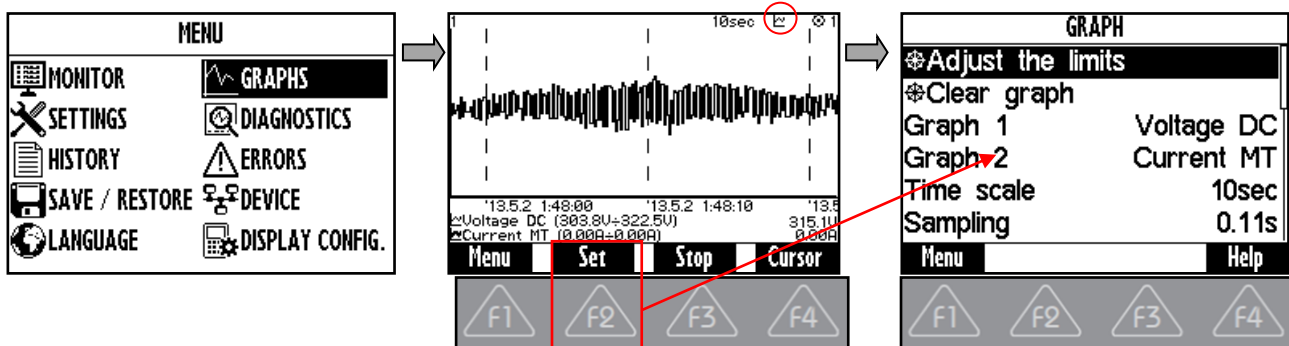 MENU
MONITOR GRAPHS
SETTINGS DIAGNOSTICS
HISTORY ERRORS
SAVE / RESTORE DEVICE
LANGUAGE DISPLAY CONFIG.
1 10sec 1
'13.5.2 1:48:00 '13.5.2 1:48:10 '13.5
Voltage DC (303.8V÷322.5V) 315.1V
Current MT (0.00A÷0.00A) 0.00A
Menu Set Stop Cursor
F1 F2 F3 F4
GRAPH
Adjust the limits
Clear graph
Graph 1 Voltage DC
Graph 2 Current MT
Time scale 10sec
Sampling 0.11s
Menu Help
F1 F2 F3 F4